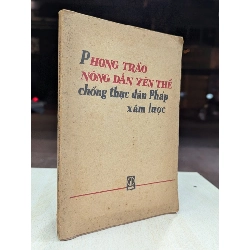 PHONG TRÀO
NÔNG DÂN YÊN THẾ
chống thực dân Pháp
xâm lược